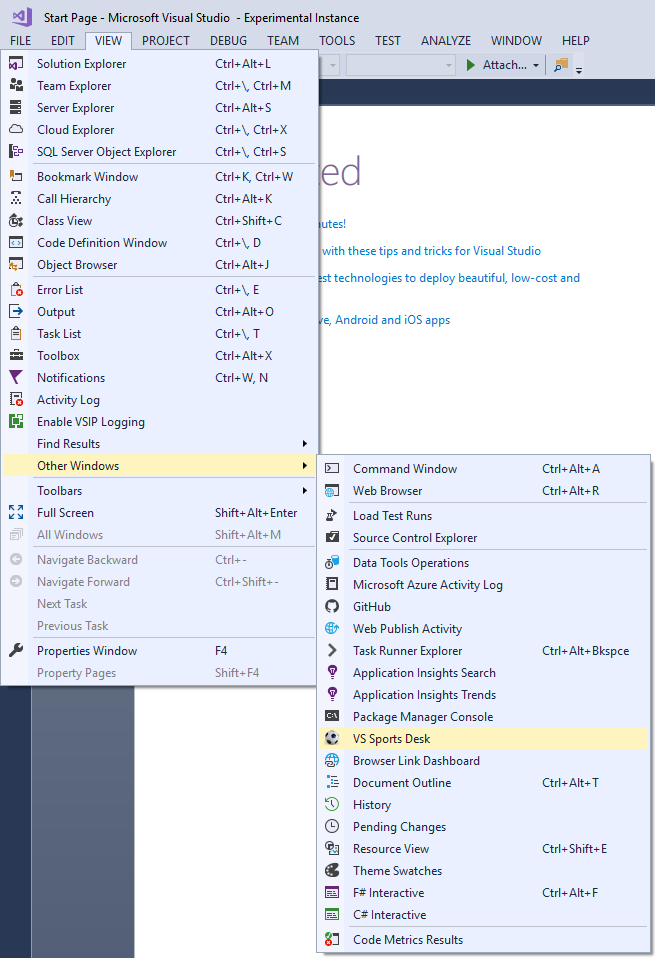 Start Page - Microsoft Visual Studio - Experimental Instance
FILE EDIT VIEW PROJECT DEBUG TEAM TOOLS TEST ANALYZE WINDOW HELP
Attach...
Solution Explorer Ctrl+Alt+L
Team Explorer Ctrl+\, Ctrl+M
Server Explorer Ctrl+Alt+S
Cloud Explorer Ctrl+\, Ctrl+X
SQL Server Object Explorer Ctrl+\, Ctrl+S
Bookmark Window Ctrl+K, Ctrl+W
Call Hierarchy Ctrl+Alt+K
Class View Ctrl+Shift+C
Code Definition Window Ctrl+\, D
Object Browser Ctrl+Alt+J
Error List Ctrl+\, E
Output Ctrl+Alt+O
Task List Ctrl+\, T
Toolbox Ctrl+Alt+X
Notifications Ctrl+W, N
Activity Log
Enable VSIP Logging
Find Results
Other Windows
Toolbars
Full Screen Shift+Alt+Enter
All Windows Shift+Alt+M
Navigate Backward Ctrl+-
Navigate Forward Ctrl+Shift+-
Next Task
Previous Task
Properties Window F4
Property Pages Shift+F4
ed
utes!
with these tips and tricks for Visual Studio
est technologies to deploy beautiful, low-cost and
ve, Android and iOS apps
Command Window Ctrl+Alt+A
Web Browser Ctrl+Alt+R
Load Test Runs
Source Control Explorer
Data Tools Operations
Microsoft Azure Activity Log
GitHub
Web Publish Activity
Task Runner Explorer Ctrl+Alt+Bkspce
Application Insights Search
Application Insights Trends
C:\ Package Manager Console
VS Sports Desk
Browser Link Dashboard
Document Outline Ctrl+Alt+T
History
Pending Changes
Resource View Ctrl+Shift+E
Theme Swatches
F# Interactive Ctrl+Alt+F
C# Interactive
Code Metrics Results